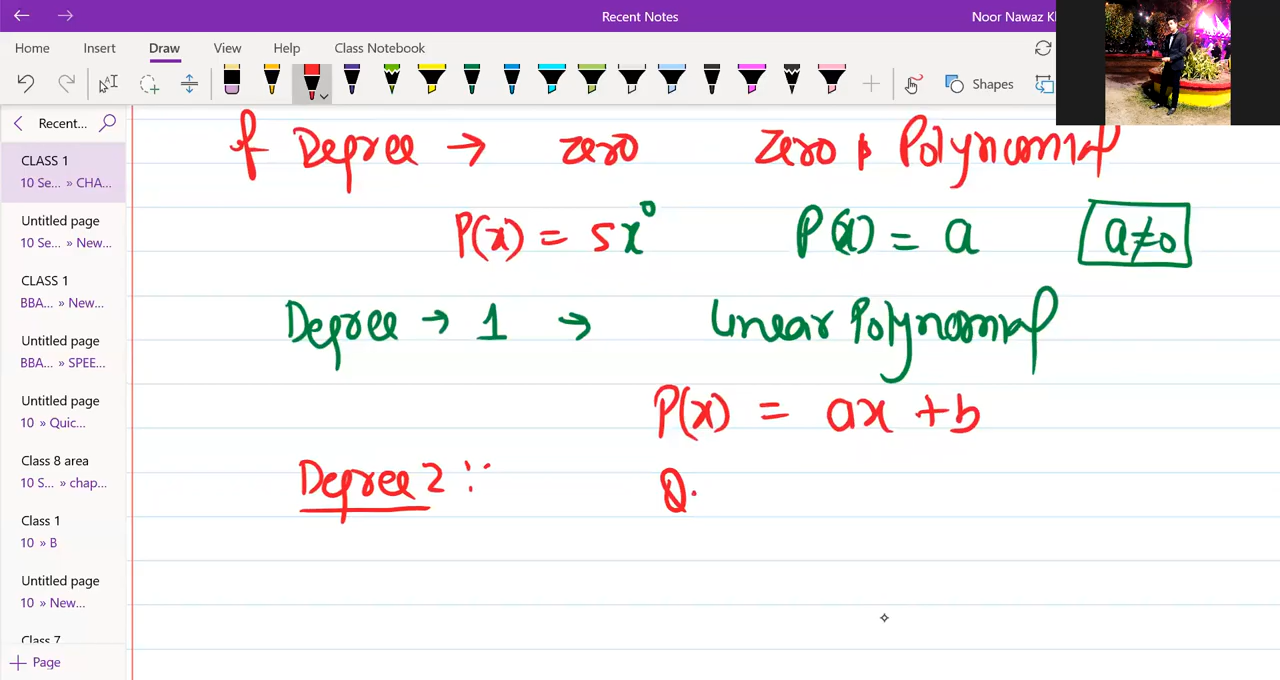 Recent Notes
Noor Nawaz Kh
Home Insert Draw View Help Class Notebook
Shapes
Recent...
CLASS 1
10 Se... » CHA...
Untitled page
10 Se... » New...
CLASS 1
BBA... » New...
Untitled page
BBA... » SPEE...
Untitled page
10 » Quic...
Class 8 area
10 S... » chap...
Class 1
10 » B
Untitled page
10 » New...
Class 7
Page
f Degree → zero Zero Polynomial
P(x) = 5x⁰ P(x) = a a≠0
Degree → 1 → Linear Polynomial
P(x) = ax + b
Degree 2 :- Q.